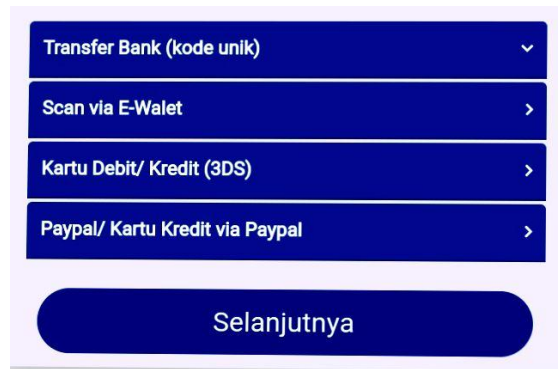 Transfer Bank (kode unik)
Scan via E-Walet
Kartu Debit/ Kredit (3DS)
Paypal/ Kartu Kredit via Paypal
Selanjutnya